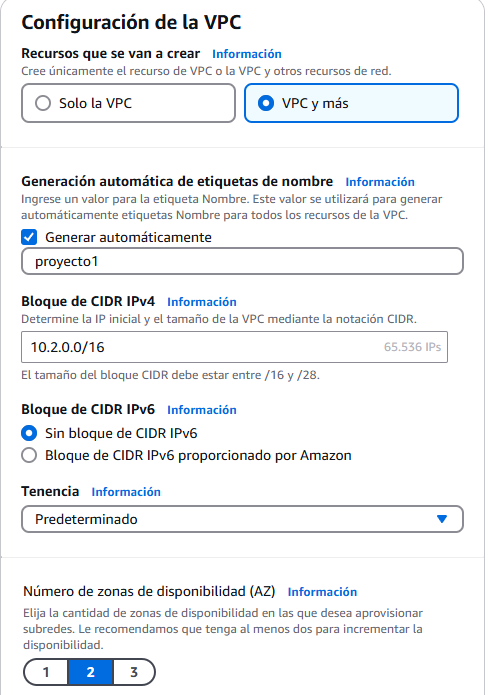 Configuración de la VPC
Recursos que se van a crear Información
Cree únicamente el recurso de VPC o la VPC y otros recursos de red.
Solo la VPC
VPC y más
Generación automática de etiquetas de nombre Información
Ingrese un valor para la etiqueta Nombre. Este valor se utilizará para generar
automáticamente etiquetas Nombre para todos los recursos de la VPC.
Generar automáticamente
proyecto1
Bloque de CIDR IPv4 Información
Determine la IP inicial y el tamaño de la VPC mediante la notación CIDR.
10.2.0.0/16 65.536 IPs
El tamaño del bloque CIDR debe estar entre /16 y /28.
Bloque de CIDR IPv6 Información
Sin bloque de CIDR IPv6
Bloque de CIDR IPv6 proporcionado por Amazon
Tenencia Información
Predeterminado
Número de zonas de disponibilidad (AZ) Información
Elija la cantidad de zonas de disponibilidad en las que desea aprovisionar
subredes. Le recomendamos que tenga al menos dos para incrementar la
disponibilidad.
1 2 3